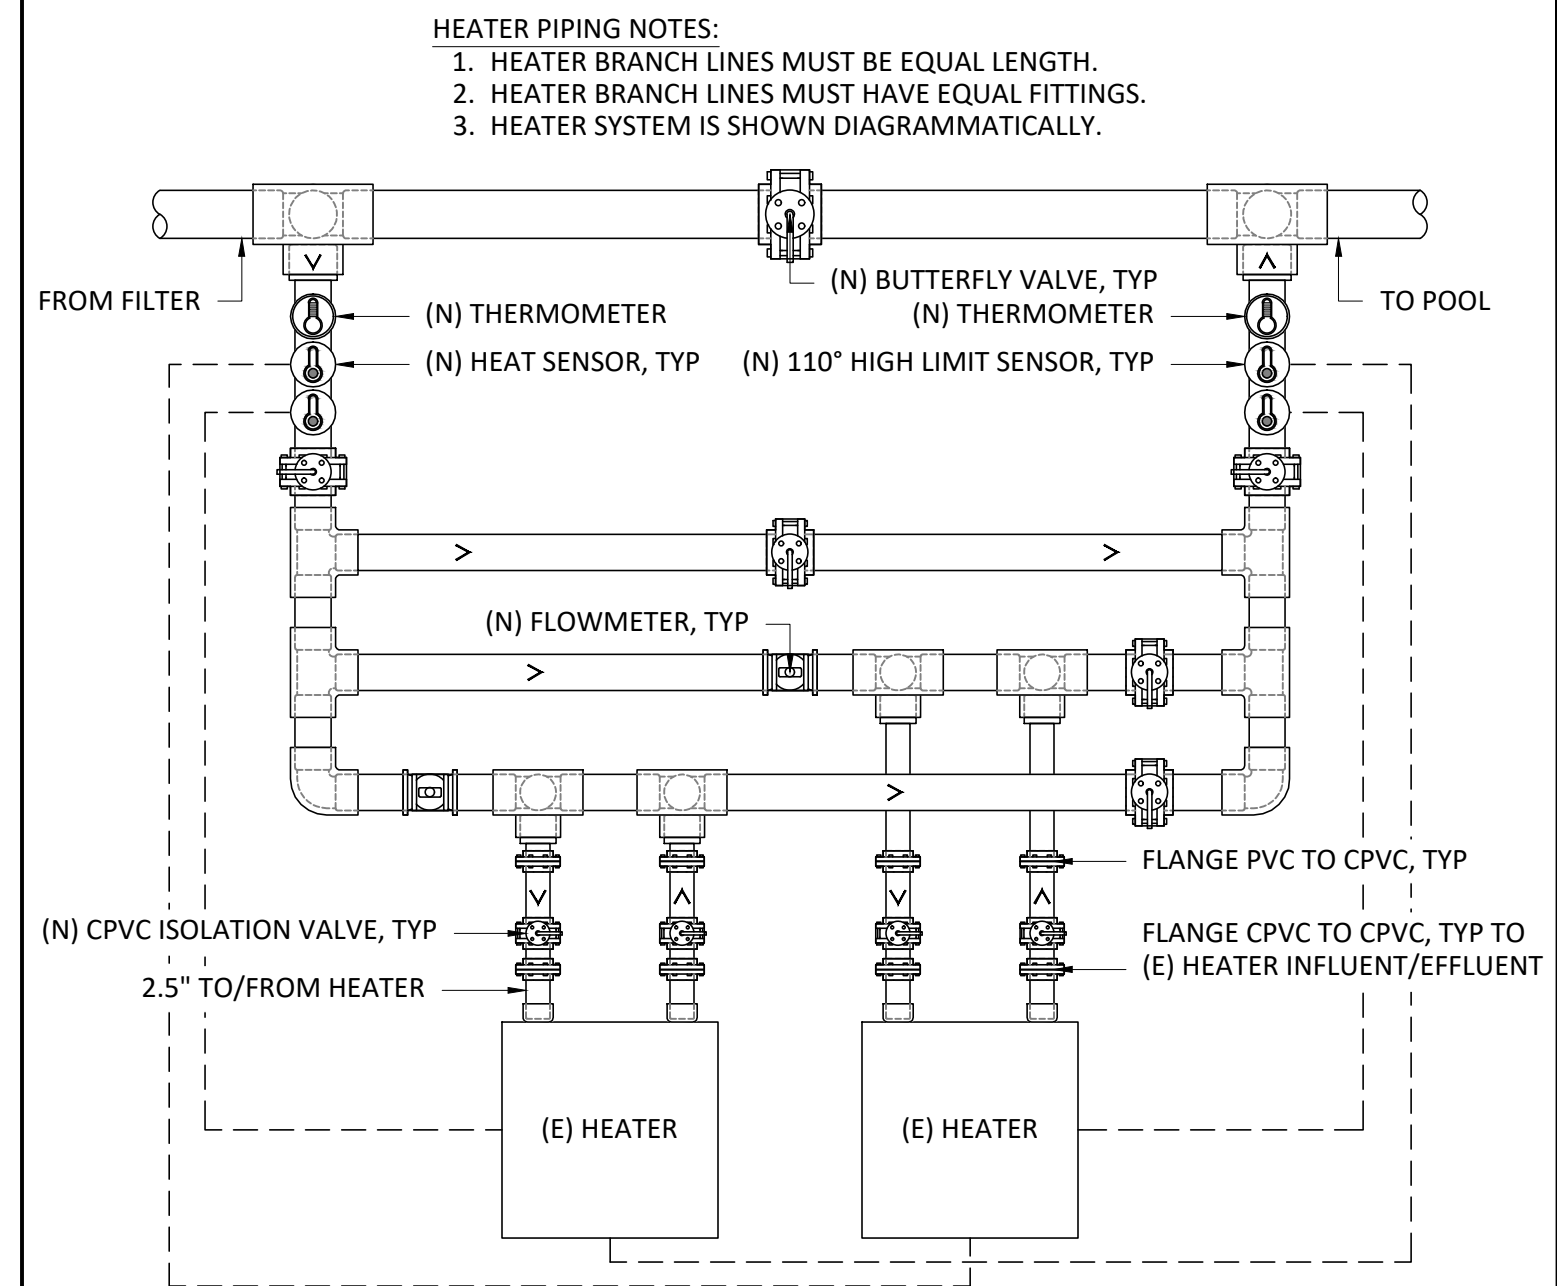 HEATER PIPING NOTES:
1. HEATER BRANCH LINES MUST BE EQUAL LENGTH.
2. HEATER BRANCH LINES MUST HAVE EQUAL FITTINGS.
3. HEATER SYSTEM IS SHOWN DIAGRAMMATICALLY.
(N) BUTTERFLY VALVE, TYP
FROM FILTER
(N) THERMOMETER
(N) THERMOMETER
TO POOL
(N) HEAT SENSOR, TYP
(N) 110° HIGH LIMIT SENSOR, TYP
(N) FLOWMETER, TYP
FLANGE PVC TO CPVC, TYP
(N) CPVC ISOLATION VALVE, TYP
FLANGE CPVC TO CPVC, TYP TO
(E) HEATER INFLUENT/EFFLUENT
2.5" TO/FROM HEATER
(E) HEATER
(E) HEATER